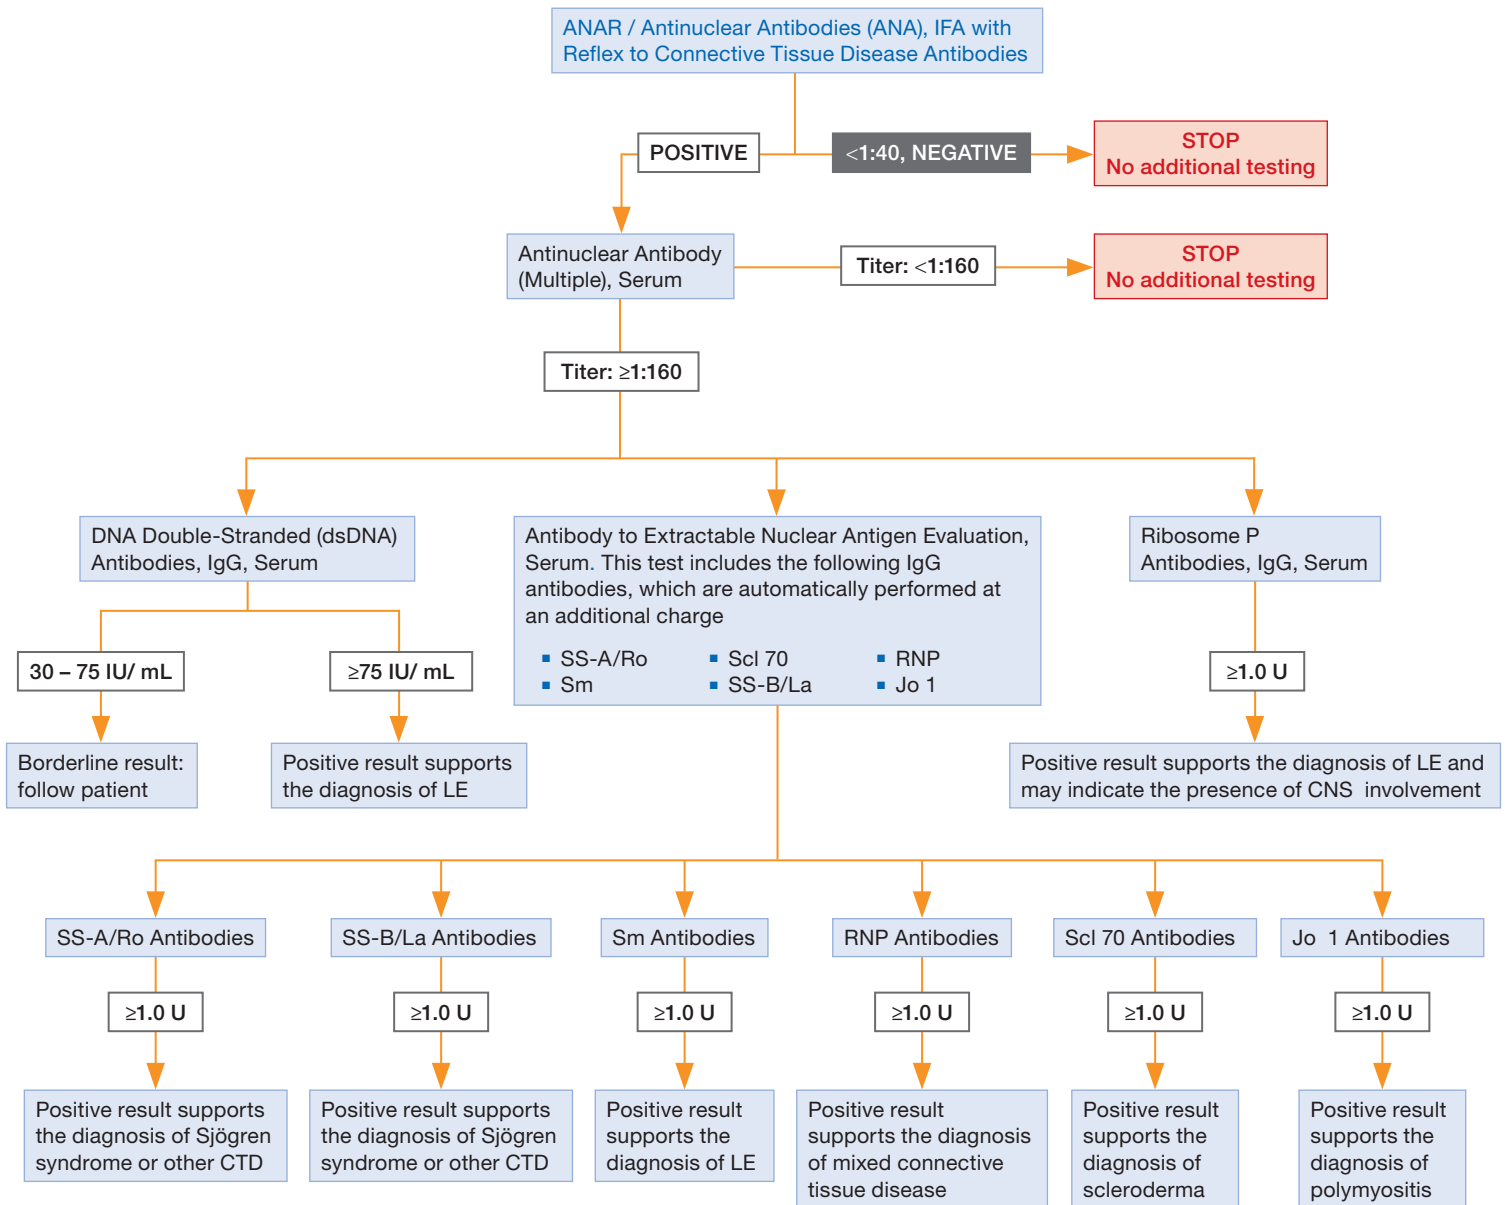 ANAR / Antinuclear Antibodies (ANA), IFA with
Reflex to Connective Tissue Disease Antibodies
POSITIVE
<1:40, NEGATIVE
STOP
No additional testing
Antinuclear Antibody
(Multiple), Serum
Titer: <1:160
STOP
No additional testing
Titer: ≥1:160
DNA Double-Stranded (dsDNA)
Antibodies, IgG, Serum
Antibody to Extractable Nuclear Antigen Evaluation,
Serum. This test includes the following IgG
antibodies, which are automatically performed at
an additional charge
▪ SS-A/Ro ▪ Scl 70 ▪ RNP
▪ Sm ▪ SS-B/La ▪ Jo 1
Ribosome P
Antibodies, IgG, Serum
30 – 75 IU/ mL
≥75 IU/ mL
≥1.0 U
Borderline result:
follow patient
Positive result supports
the diagnosis of LE
Positive result supports the diagnosis of LE and
may indicate the presence of CNS involvement
SS-A/Ro Antibodies
SS-B/La Antibodies
Sm Antibodies
RNP Antibodies
Scl 70 Antibodies
Jo 1 Antibodies
≥1.0 U
≥1.0 U
≥1.0 U
≥1.0 U
≥1.0 U
≥1.0 U
Positive result supports
the diagnosis of Sjögren
syndrome or other CTD
Positive result supports
the diagnosis of Sjögren
syndrome or other CTD
Positive result
supports the
diagnosis of LE
Positive result
supports the diagnosis
of mixed connective
tissue disease
Positive result
supports the
diagnosis of
scleroderma
Positive result
supports the
diagnosis of
polymyositis